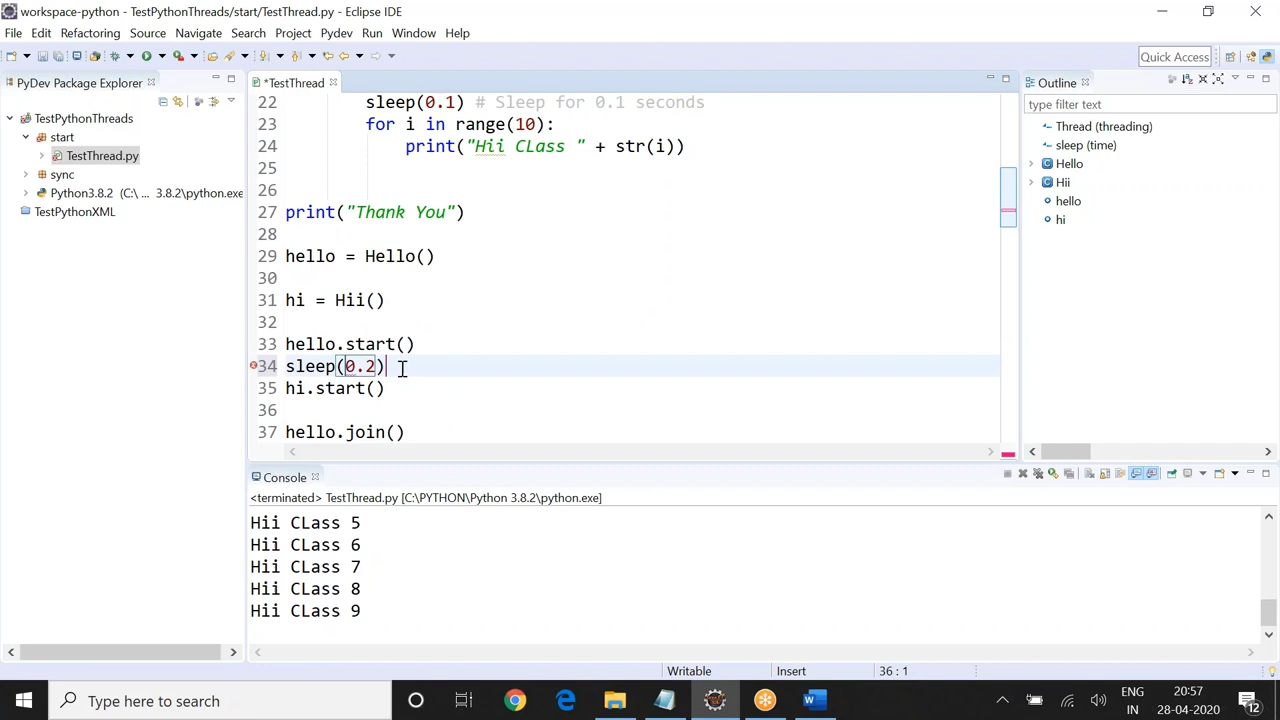 workspace-python - TestPythonThreads/start/TestThread.py - Eclipse IDE
File Edit Refactoring Source Navigate Search Project Pydev Run Window Help
Quick Access
PyDev Package Explorer
TestPythonThreads
start
TestThread.py
sync
Python3.8.2 (C:\ ... 3.8.2\python.exe
TestPythonXML
*TestThread
22 sleep(0.1) # Sleep for 0.1 seconds
23 for i in range(10):
24 print("Hii CLass " + str(i))
25
26
27 print("Thank You")
28
29 hello = Hello()
30
31 hi = Hii()
32
33 hello.start()
34 sleep(0.2)
35 hi.start()
36
37 hello.join()
Outline
type filter text
Thread (threading)
sleep (time)
Hello
Hii
hello
hi
Console
<terminated> TestThread.py [C:\PYTHON\Python 3.8.2\python.exe]
Hii CLass 5
Hii CLass 6
Hii CLass 7
Hii CLass 8
Hii CLass 9
Writable Insert 36 : 1
Type here to search
ENG
IN
20:57
28-04-2020
12